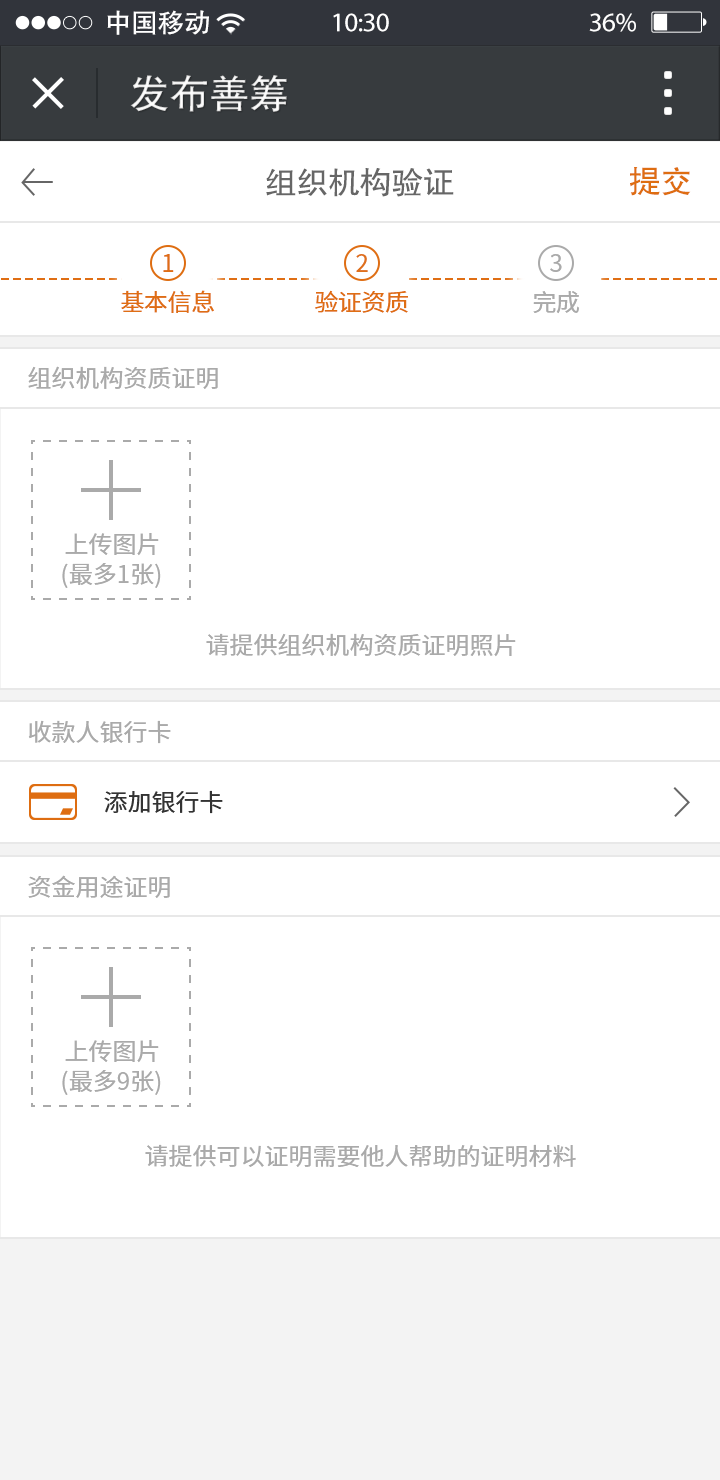 中国移动 10:30 36%
发布善筹
组织机构验证 提交
1 2 3
基本信息 验证资质 完成
组织机构资质证明
上传图片
(最多1张)
请提供组织机构资质证明照片
收款人银行卡
添加银行卡
资金用途证明
上传图片
(最多9张)
请提供可以证明需要他人帮助的证明材料